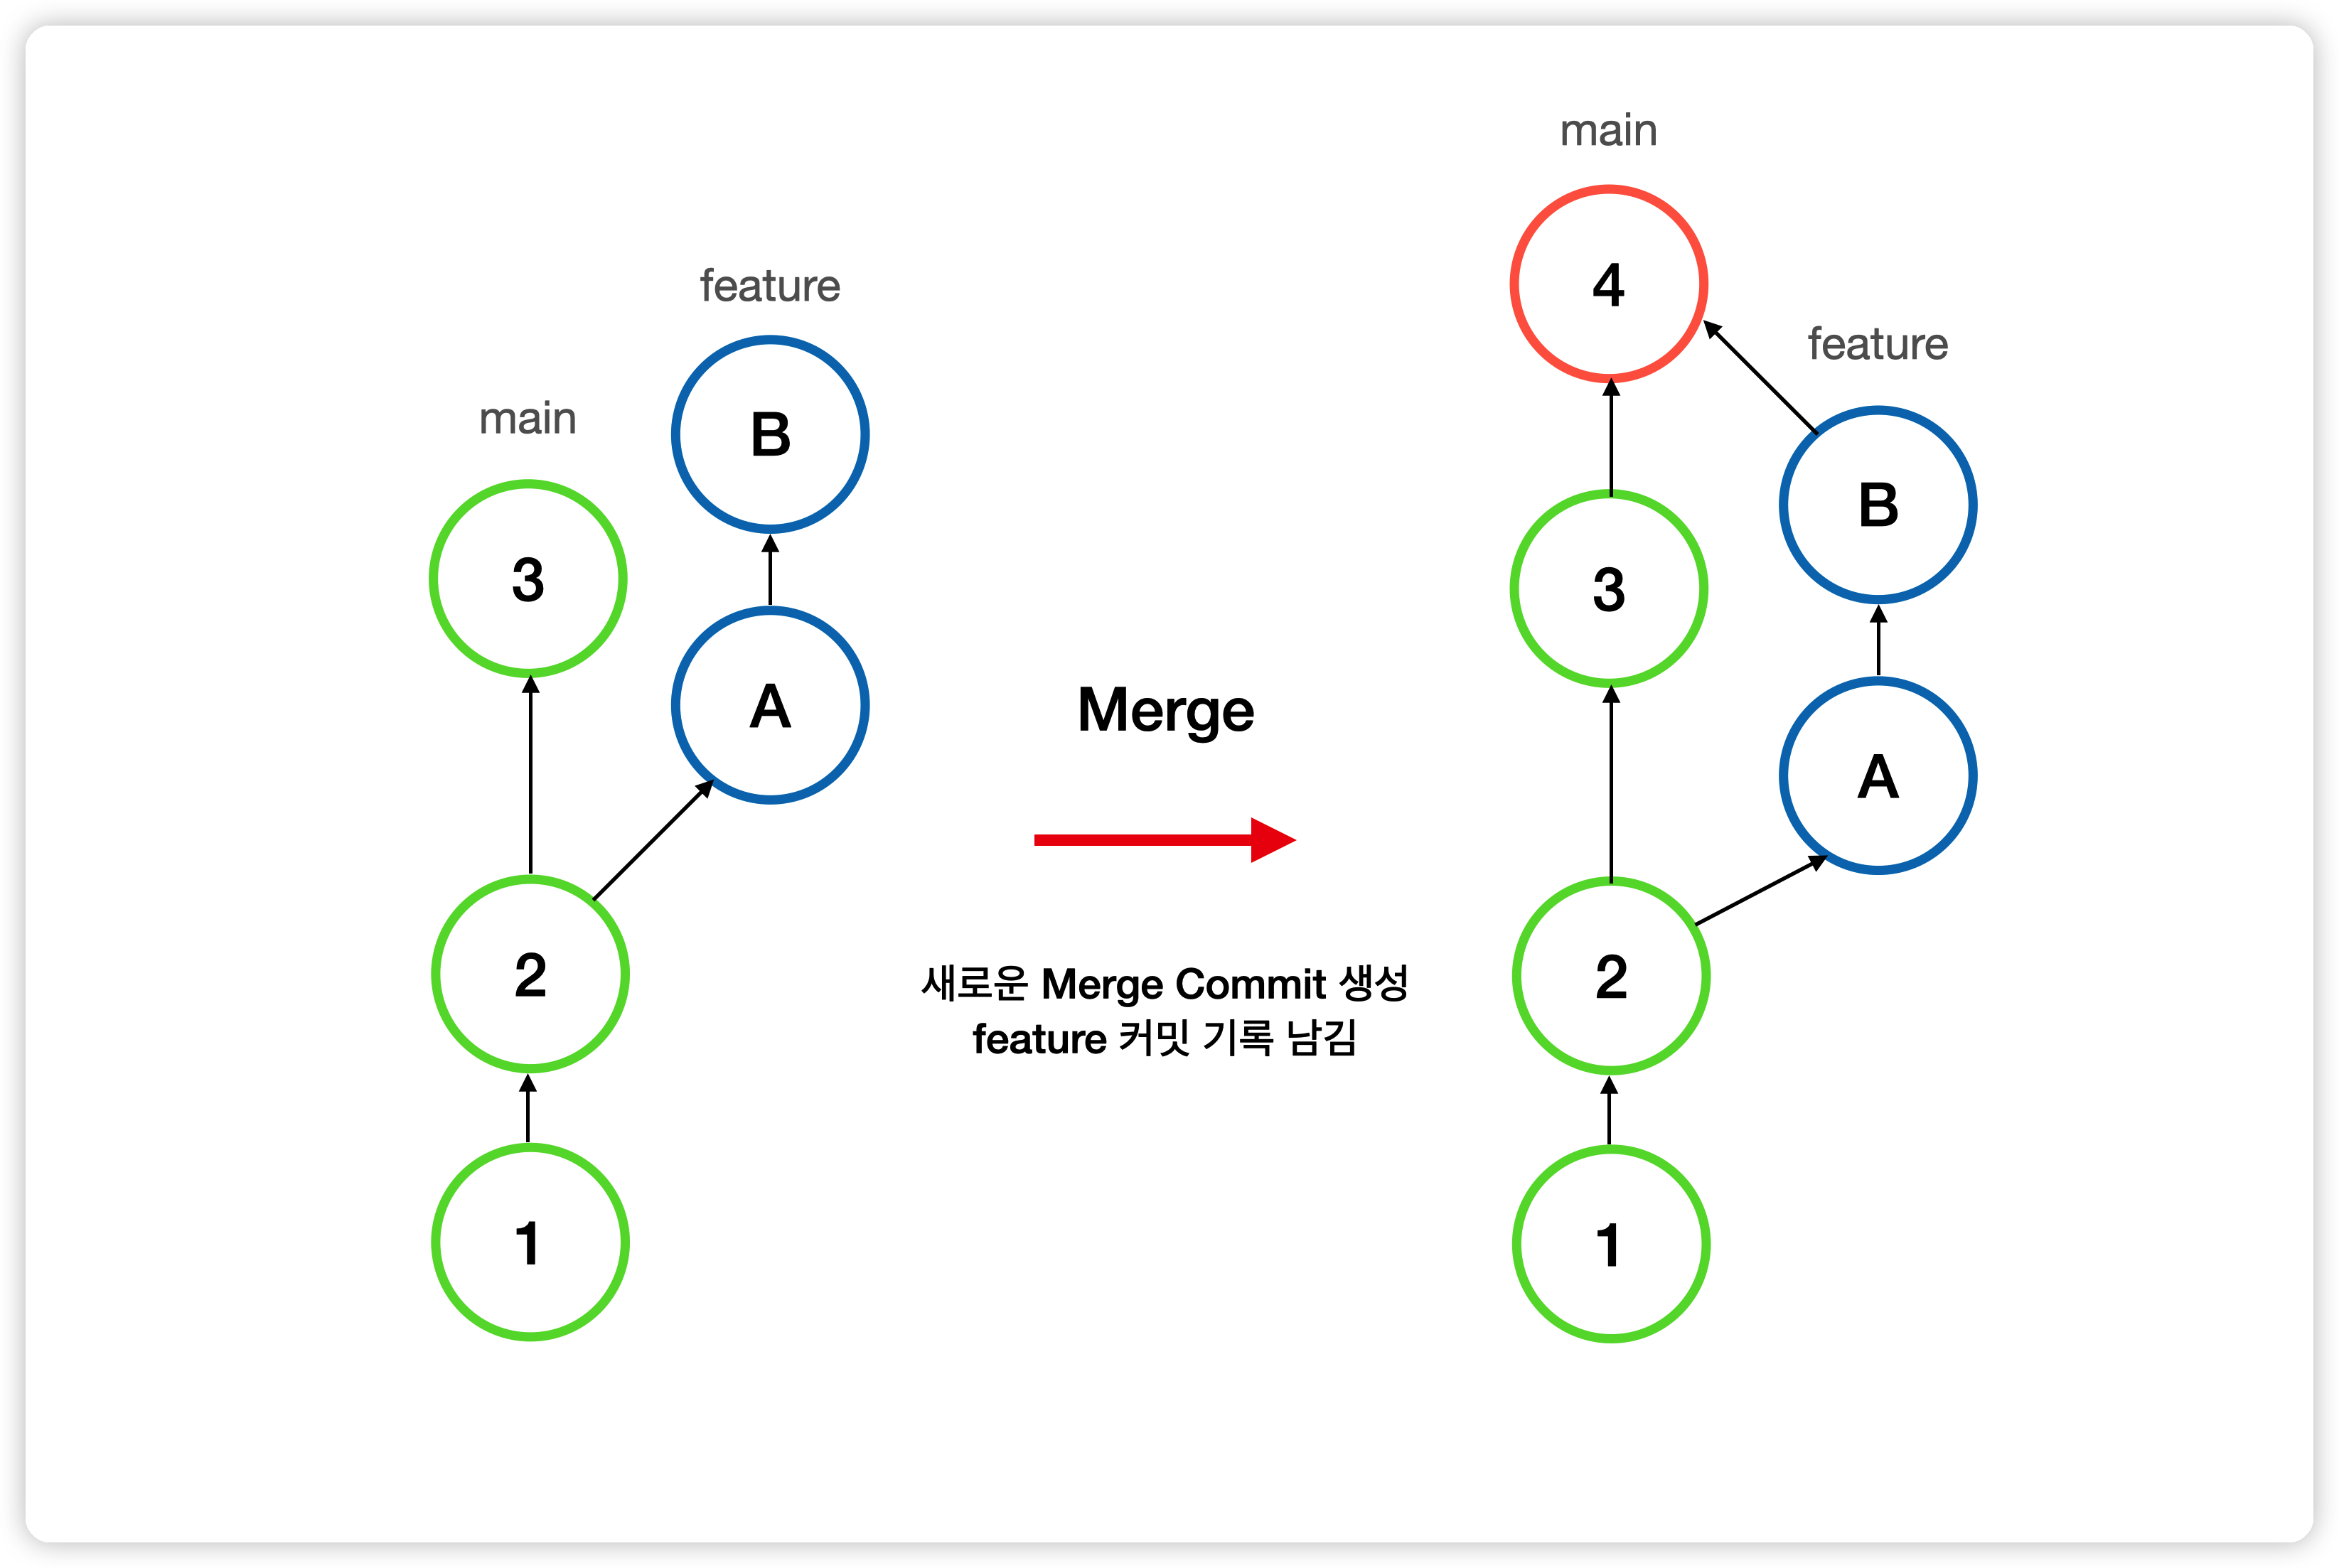 main
feature
B
main
3
A
2
1
Merge
새로운 Merge Commit 생성
feature 커밋 기록 남김
main
4
feature
B
3
A
2
1